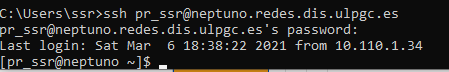 C:\Users\ssr>ssh pr_ssr@neptuno.redes.dis.ulpgc.es
pr_ssr@neptuno.redes.dis.ulpgc.es's password:
Last login: Sat Mar  6 18:38:22 2021 from 10.110.1.34
[pr_ssr@neptuno ~]$